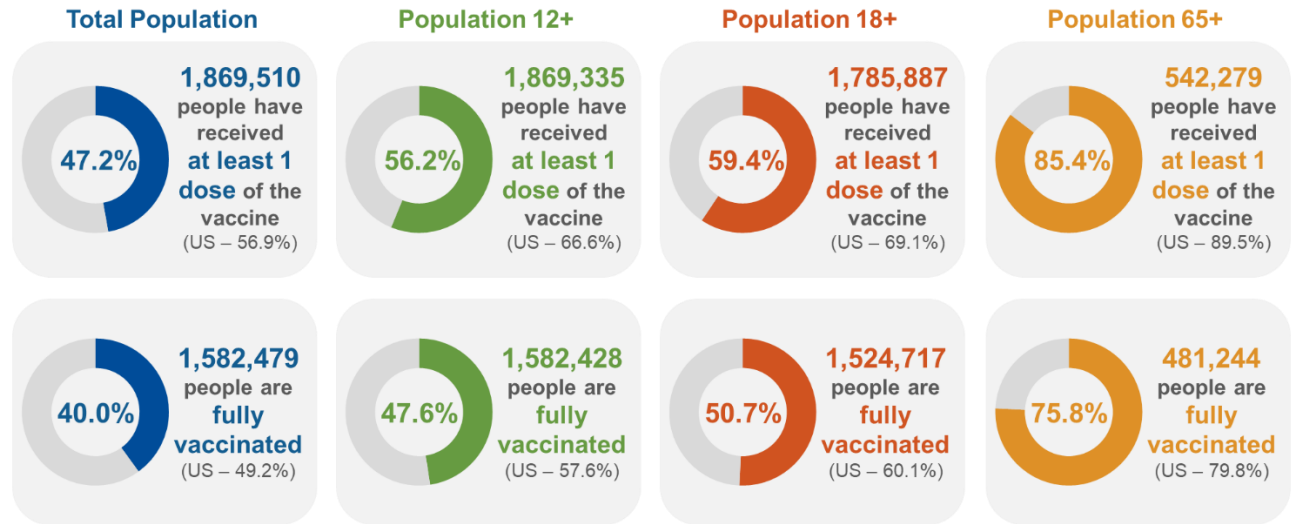 Total Population
47.2%
1,869,510
people have
received
at least 1
dose of the
vaccine
(US – 56.9%)
Population 12+
56.2%
1,869,335
people have
received
at least 1
dose of the
vaccine
(US – 66.6%)
Population 18+
59.4%
1,785,887
people have
received
at least 1
dose of the
vaccine
(US – 69.1%)
Population 65+
85.4%
542,279
people have
received
at least 1
dose of the
vaccine
(US – 89.5%)
40.0%
1,582,479
people are
fully
vaccinated
(US – 49.2%)
47.6%
1,582,428
people are
fully
vaccinated
(US – 57.6%)
50.7%
1,524,717
people are
fully
vaccinated
(US – 60.1%)
75.8%
481,244
people are
fully
vaccinated
(US – 79.8%)